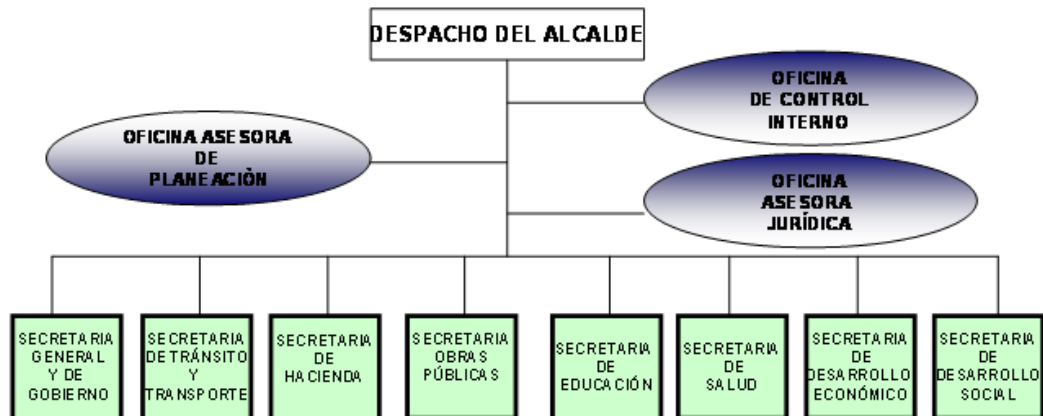 DESPACHO DEL ALCALDE
OFICINA
DE CONTROL
INTERNO
OFICINA ASESORA
DE
PLANEACIÒN
OFICINA
ASESORA
JURÍDICA
SECRETARIA
GENERAL
Y DE
GOBIERNO
SECRETARIA
DE TRÁNSITO
Y
TRANSPORTE
SECRETARIA
DE
HACIENDA
SECRETARIA
OBRAS
PÚBLICAS
SECRETARIA
DE
EDUCACIÓN
SECRETARIA
DE
SALUD
SECRETARIA
DE
DESARROLLO
ECONÓMICO
SECRETARIA
DE
DESARROLLO
SOCIAL